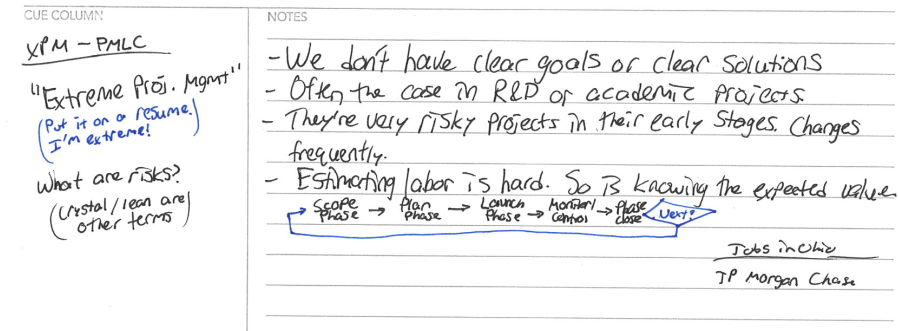 CUE COLUMN
XPM - PMLC
"Extreme Proj. Mgmt"
(Put it on a resume.
I'm extreme!)
What are risks?
(crystal/lean are
other terms)
NOTES
- We don't have clear goals or clear solutions
- Often the case in R&D or academic projects.
- They're very risky projects in their early stages. Changes
frequently.
- Estimating labor is hard. So is knowing the expected value.
Scope Phase → Plan Phase → Launch Phase → Monitor/Control → Phase close Next?
Jobs in Ohio
JP Morgan Chase